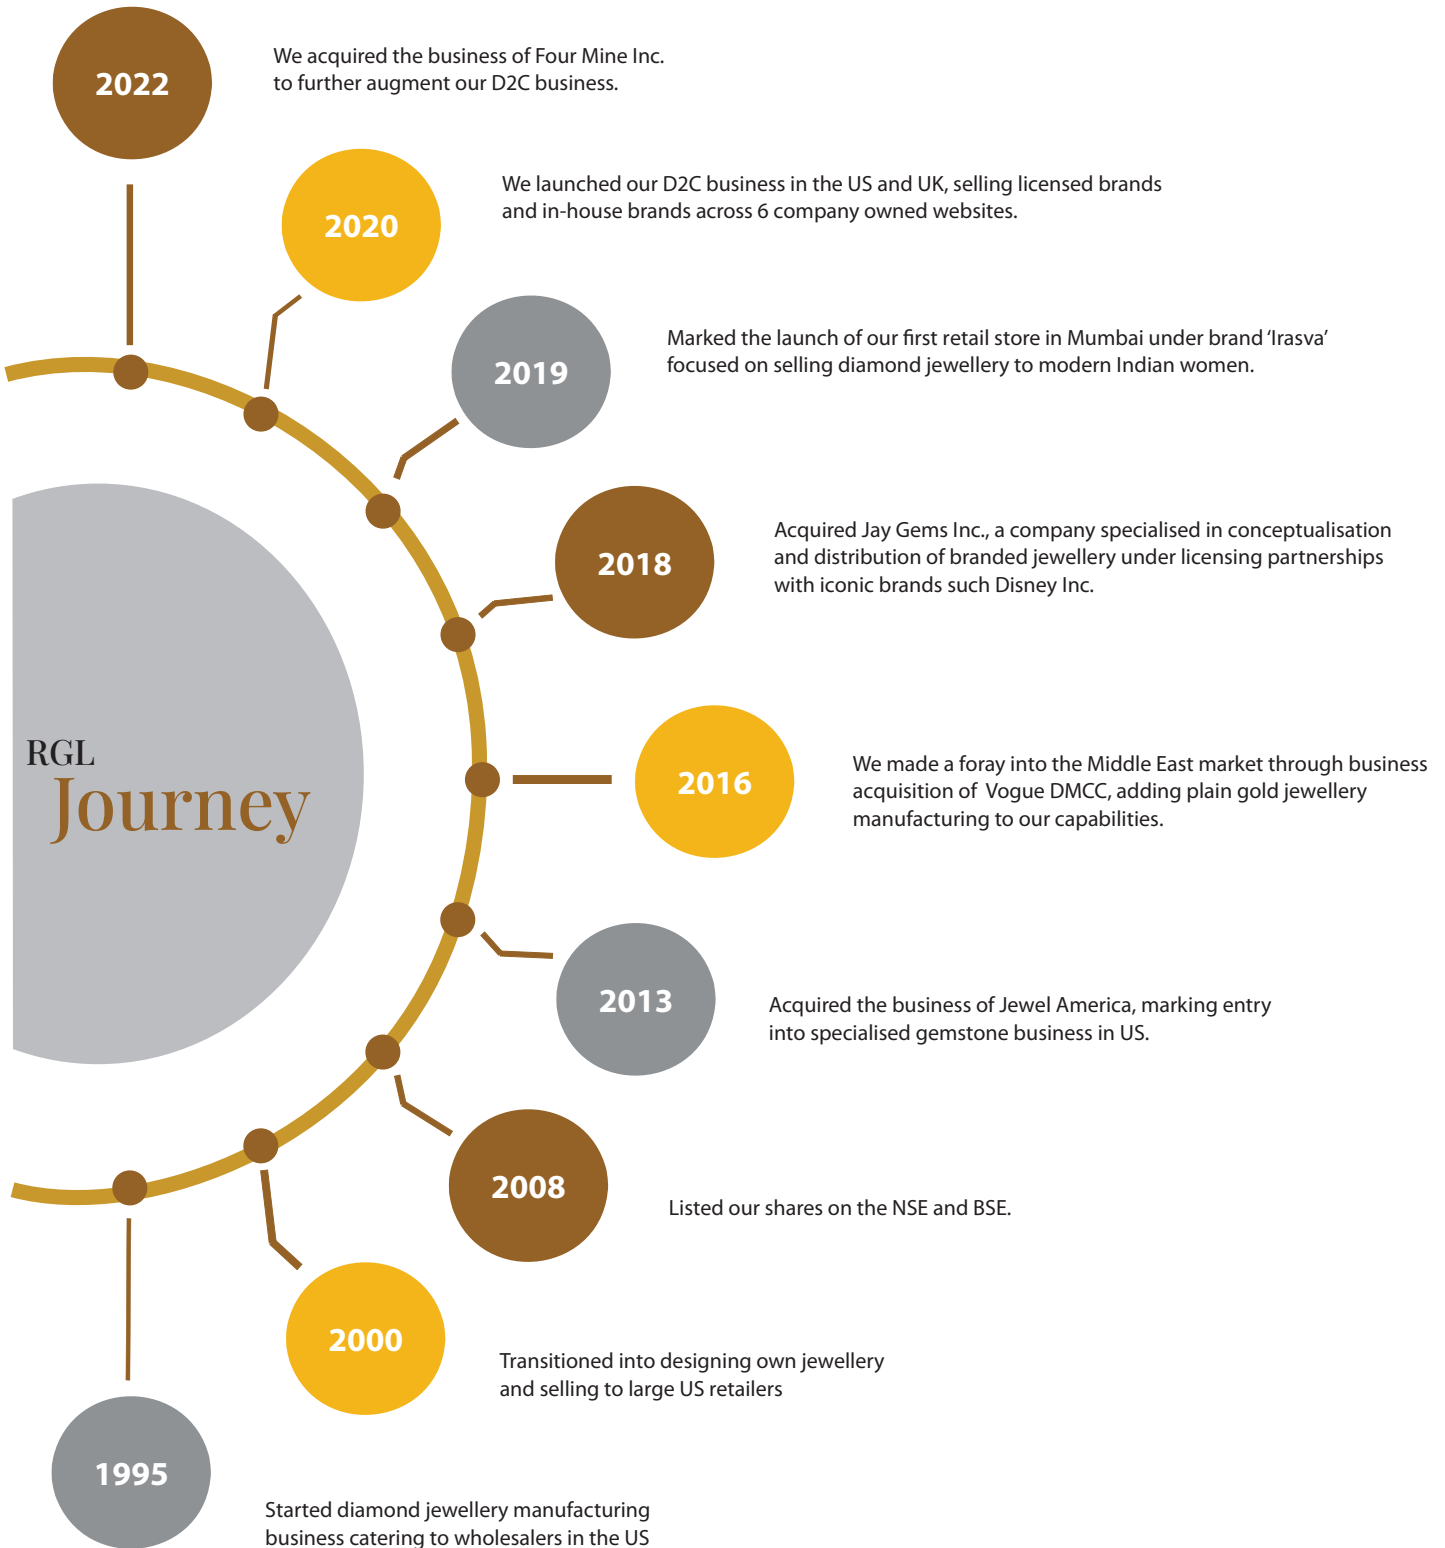 2022
We acquired the business of Four Mine Inc.
to further augment our D2C business.
2020
We launched our D2C business in the US and UK, selling licensed brands
and in-house brands across 6 company owned websites.
2019
Marked the launch of our first retail store in Mumbai under brand ‘Irasva’
focused on selling diamond jewellery to modern Indian women.
2018
Acquired Jay Gems Inc., a company specialised in conceptualisation
and distribution of branded jewellery under licensing partnerships
with iconic brands such Disney Inc.
RGL
Journey
2016
We made a foray into the Middle East market through business
acquisition of Vogue DMCC, adding plain gold jewellery
manufacturing to our capabilities.
2013
Acquired the business of Jewel America, marking entry
into specialised gemstone business in US.
2008
Listed our shares on the NSE and BSE.
2000
Transitioned into designing own jewellery
and selling to large US retailers
1995
Started diamond jewellery manufacturing
business catering to wholesalers in the US